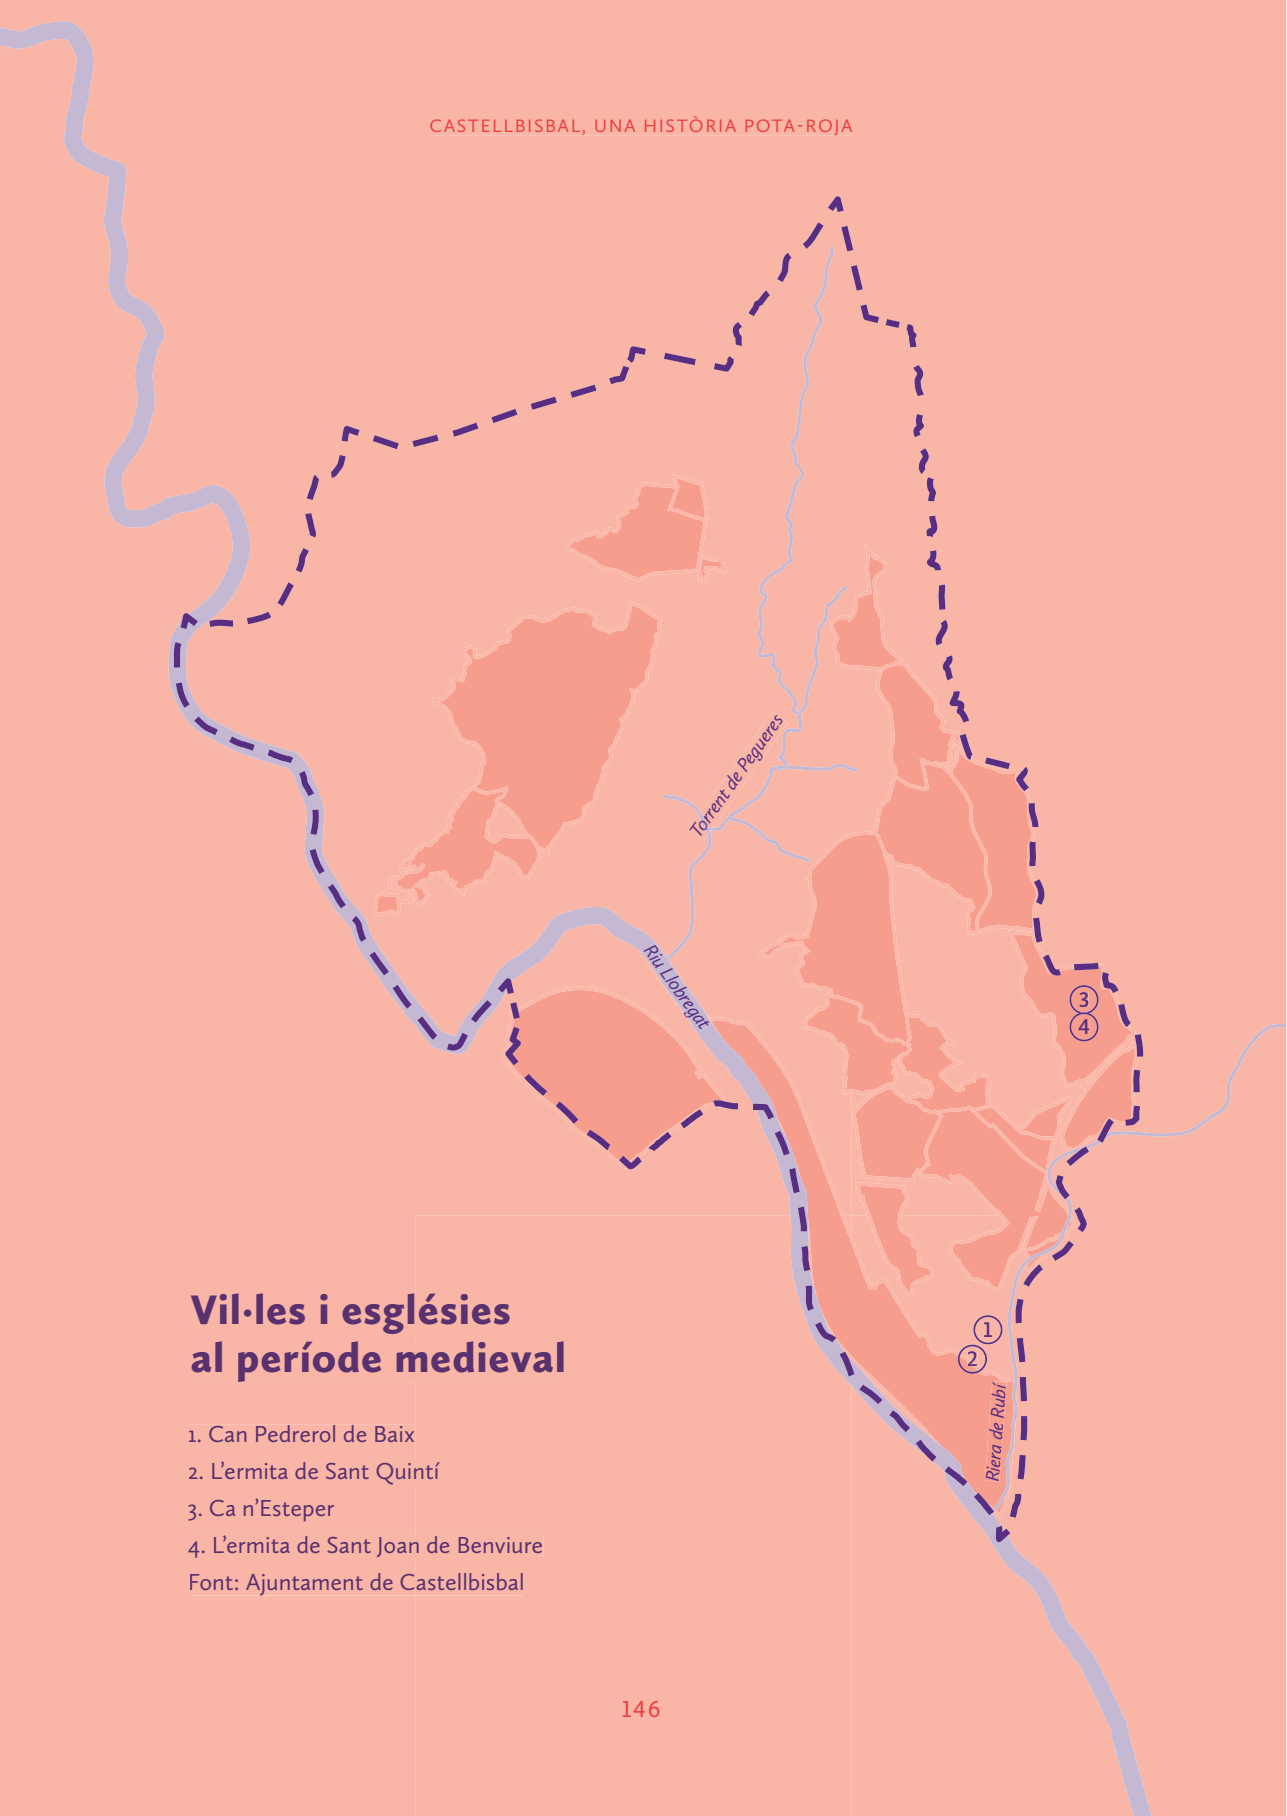 CASTELLBISBAL, UNA HISTÒRIA POTA-ROJA
Torrent de Pegueres
Riu Llobregat
3
4
1
2
Riera de Rubí
Vil·les i esglésies
al període medieval
1. Can Pedrerol de Baix
2. L’ermita de Sant Quintí
3. Ca n’Esteper
4. L’ermita de Sant Joan de Benviure
Font: Ajuntament de Castellbisbal
146